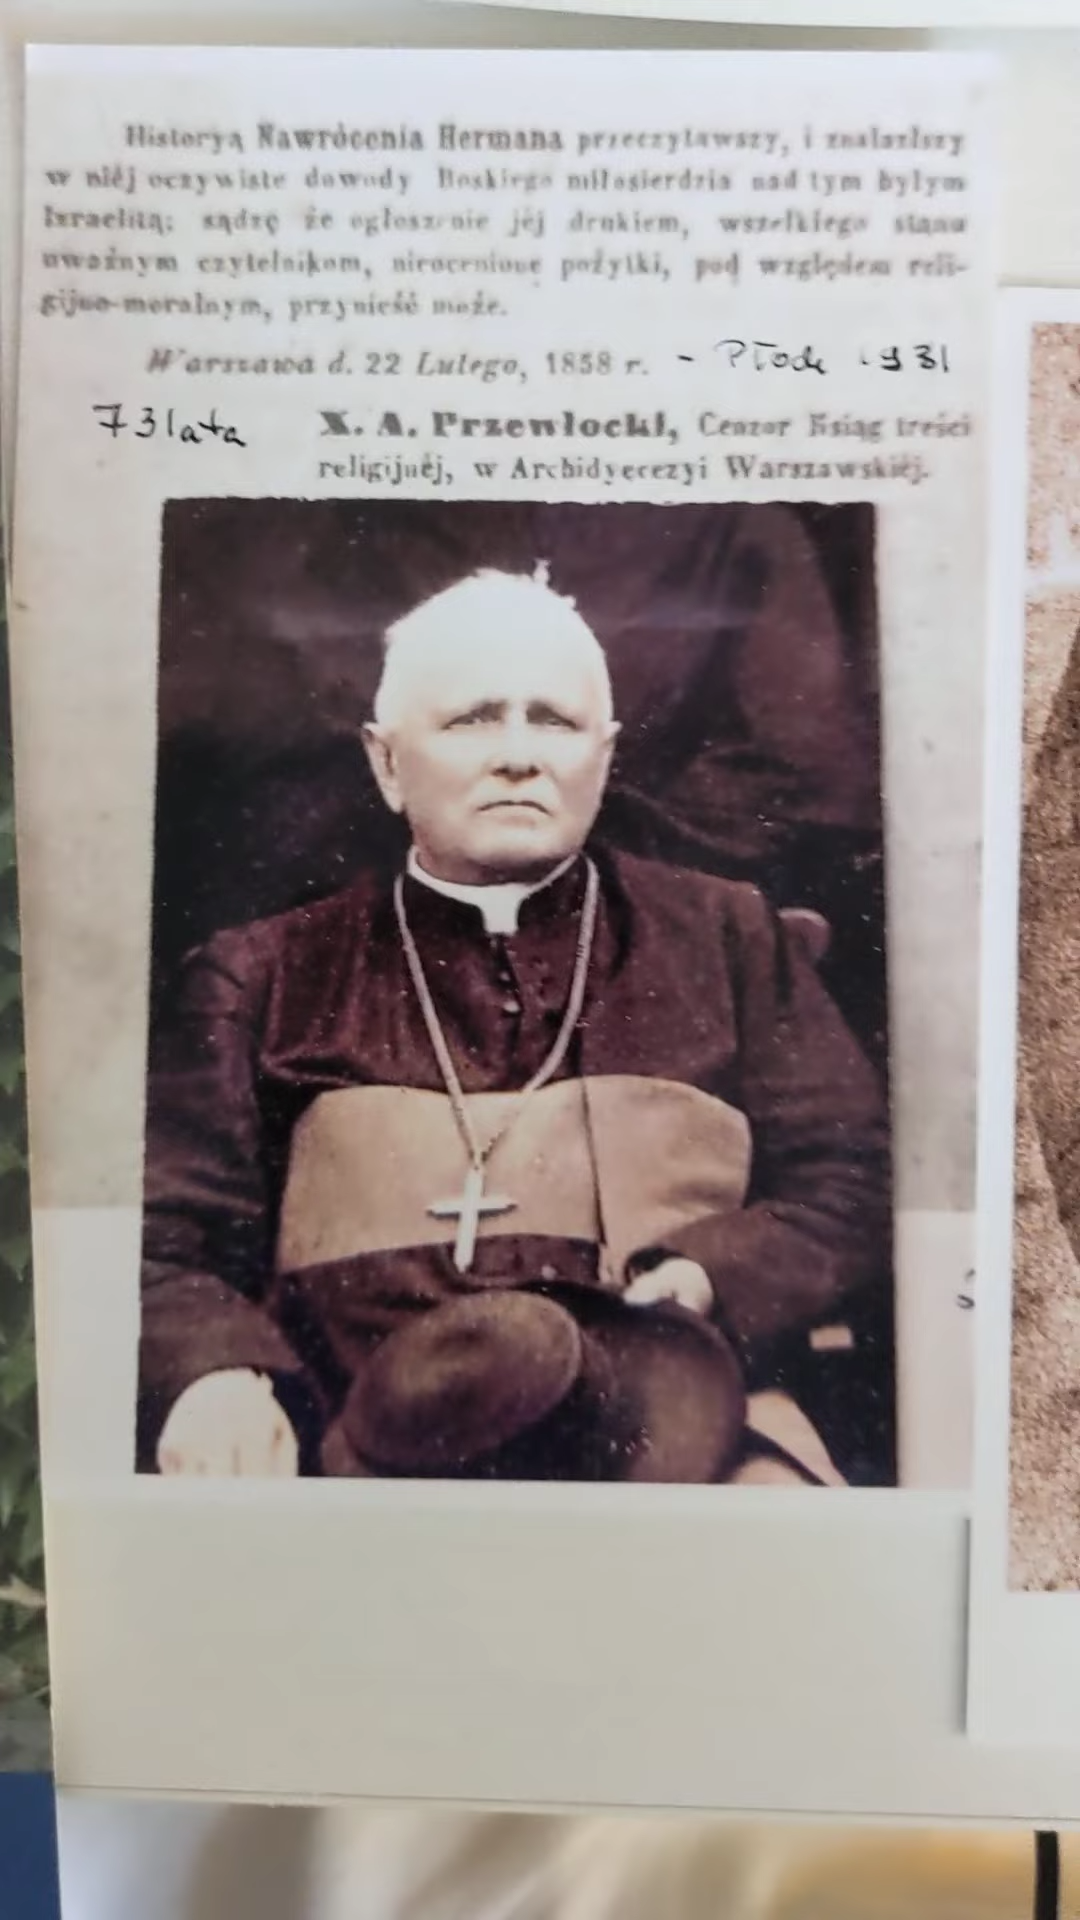 Historyą Nawrócenia Hermana przeczytawszy, i znalazłszy
w niéj oczywiste dowody Boskiego miłosierdzia nad tym byłym
Izraelitą; sądzę że ogłoszenie jéj drukiem, wszelkiego stanu
uważnym czytelnikom, nieocenione pożytki, pod względem reli-
gijno-moralnym, przynieść może.
Warszawa d. 22 Lutego, 1858 r. - Płock 1931
73 lata
X. A. Przewłocki, Cenzor Ksiąg treści
religijnéj, w Archidyecezyi Warszawskiéj.